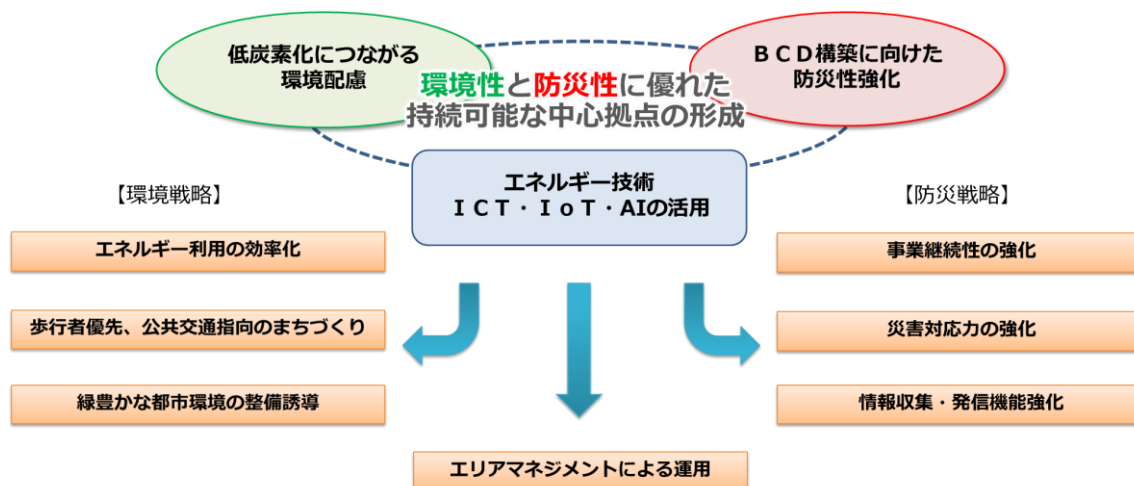 低炭素化につながる
環境配慮
ＢＣＤ構築に向けた
防災性強化
環境性と防災性に優れた
持続可能な中心拠点の形成
エネルギー技術
ＩＣＴ・ＩｏＴ・AIの活用
【環境戦略】
エネルギー利用の効率化
歩行者優先、公共交通指向のまちづくり
緑豊かな都市環境の整備誘導
【防災戦略】
事業継続性の強化
災害対応力の強化
情報収集・発信機能強化
エリアマネジメントによる運用